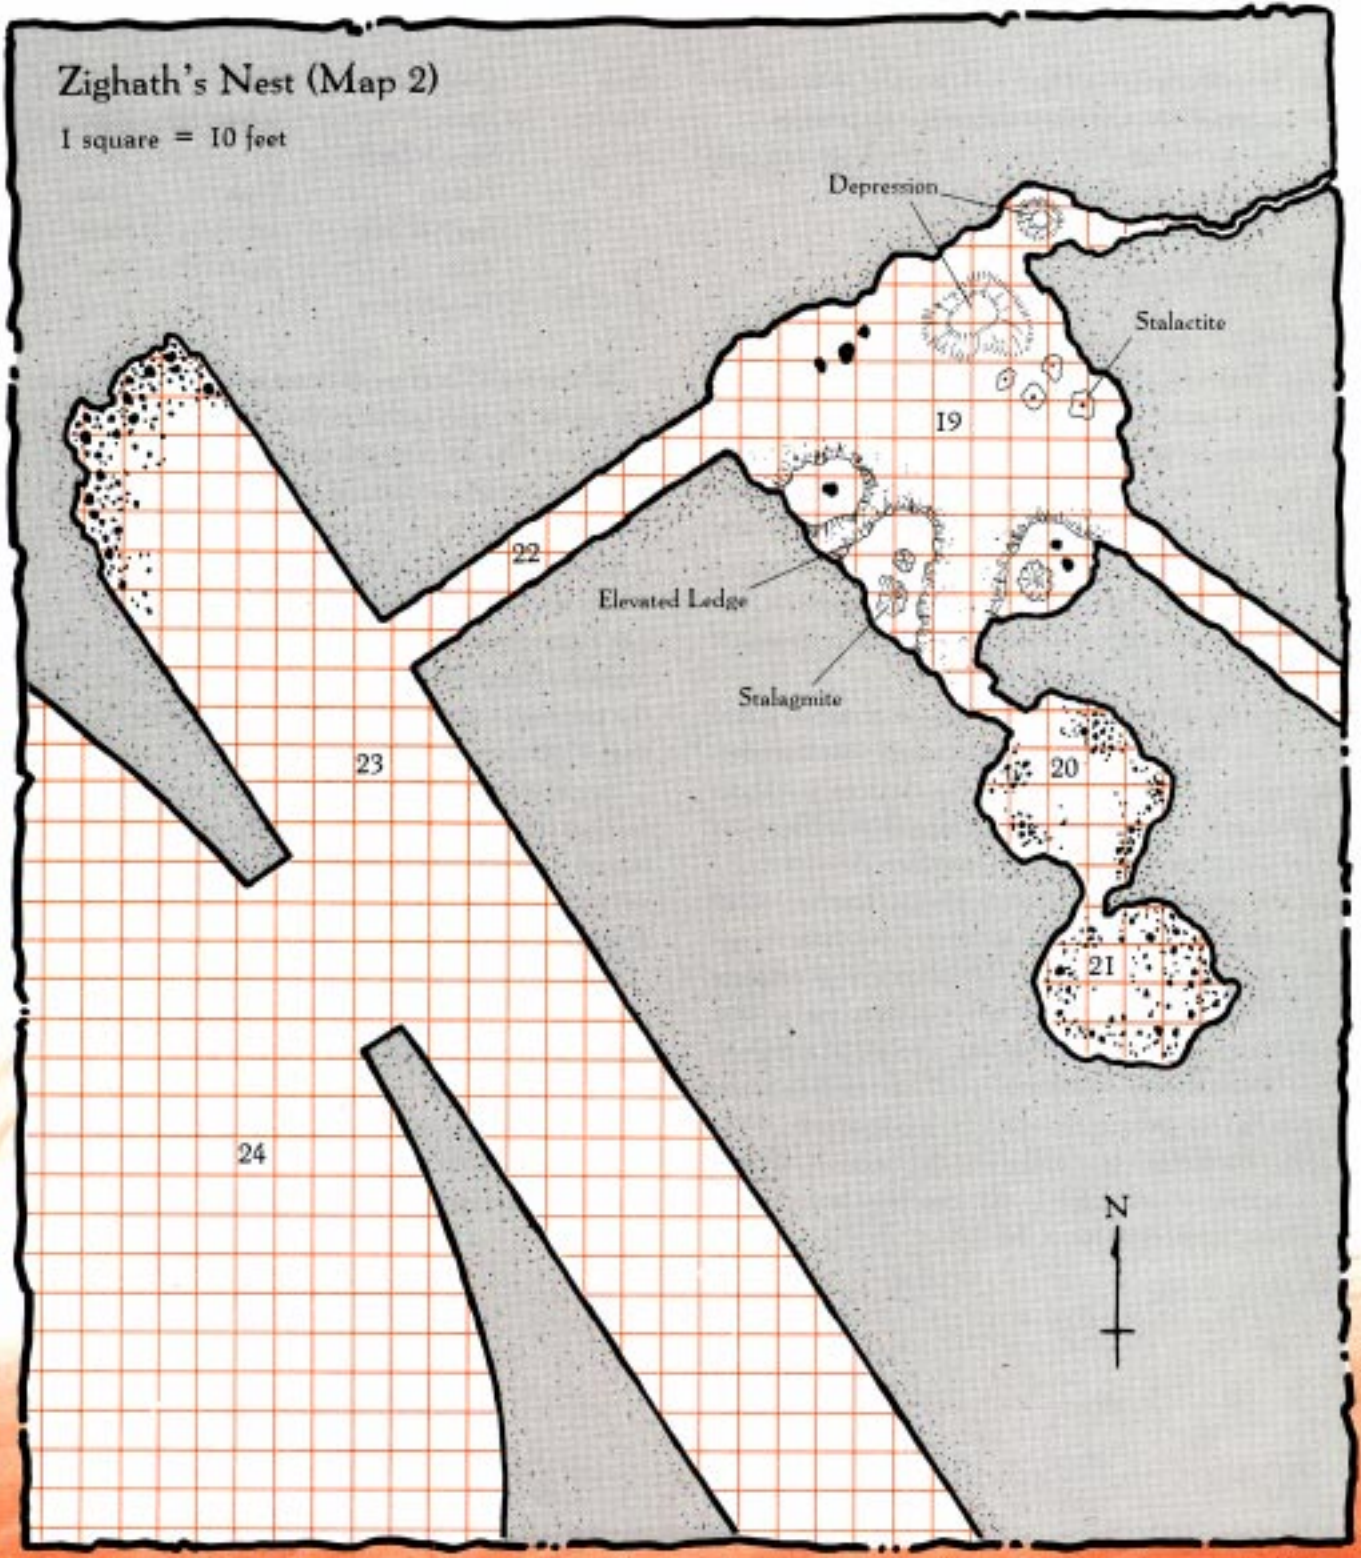 Zighath's Nest (Map 2)
1 square = 10 feet
Depression
Stalactite
19
22
Elevated Ledge
Stalagmite
23
20
21
24
N